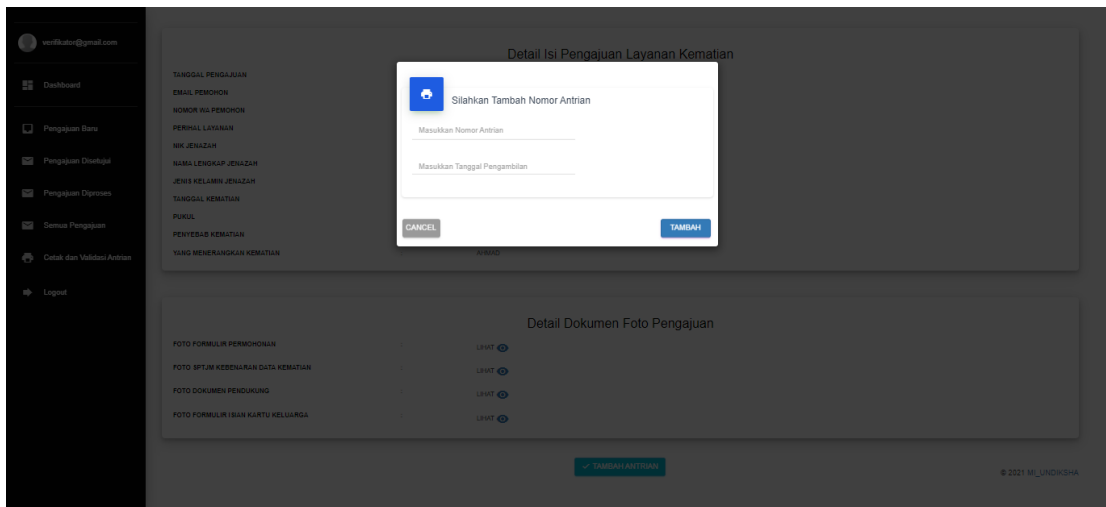 verifikator@gmail.com
Dashboard
Pengajuan Baru
Pengajuan Disetujui
Pengajuan Diproses
Semua Pengajuan
Cetak dan Validasi Antrian
Logout
Detail Isi Pengajuan Layanan Kematian
TANGGAL PENGAJUAN
EMAIL PEMOHON
NOMOR WA PEMOHON
PERIHAL LAYANAN
NIK JENAZAH
NAMA LENGKAP JENAZAH
JENIS KELAMIN JENAZAH
TANGGAL KEMATIAN
PUKUL
PENYEBAB KEMATIAN
YANG MENERANGKAN KEMATIAN AHMAD
Silahkan Tambah Nomor Antrian
Masukkan Nomor Antrian
Masukkan Tanggal Pengambilan
CANCEL TAMBAH
Detail Dokumen Foto Pengajuan
FOTO FORMULIR PERMOHONAN : LIHAT
FOTO SPTJM KEBENARAN DATA KEMATIAN : LIHAT
FOTO DOKUMEN PENDUKUNG : LIHAT
FOTO FORMULIR ISIAN KARTU KELUARGA : LIHAT
TAMBAH ANTRIAN
© 2021 MI_UNDIKSHA